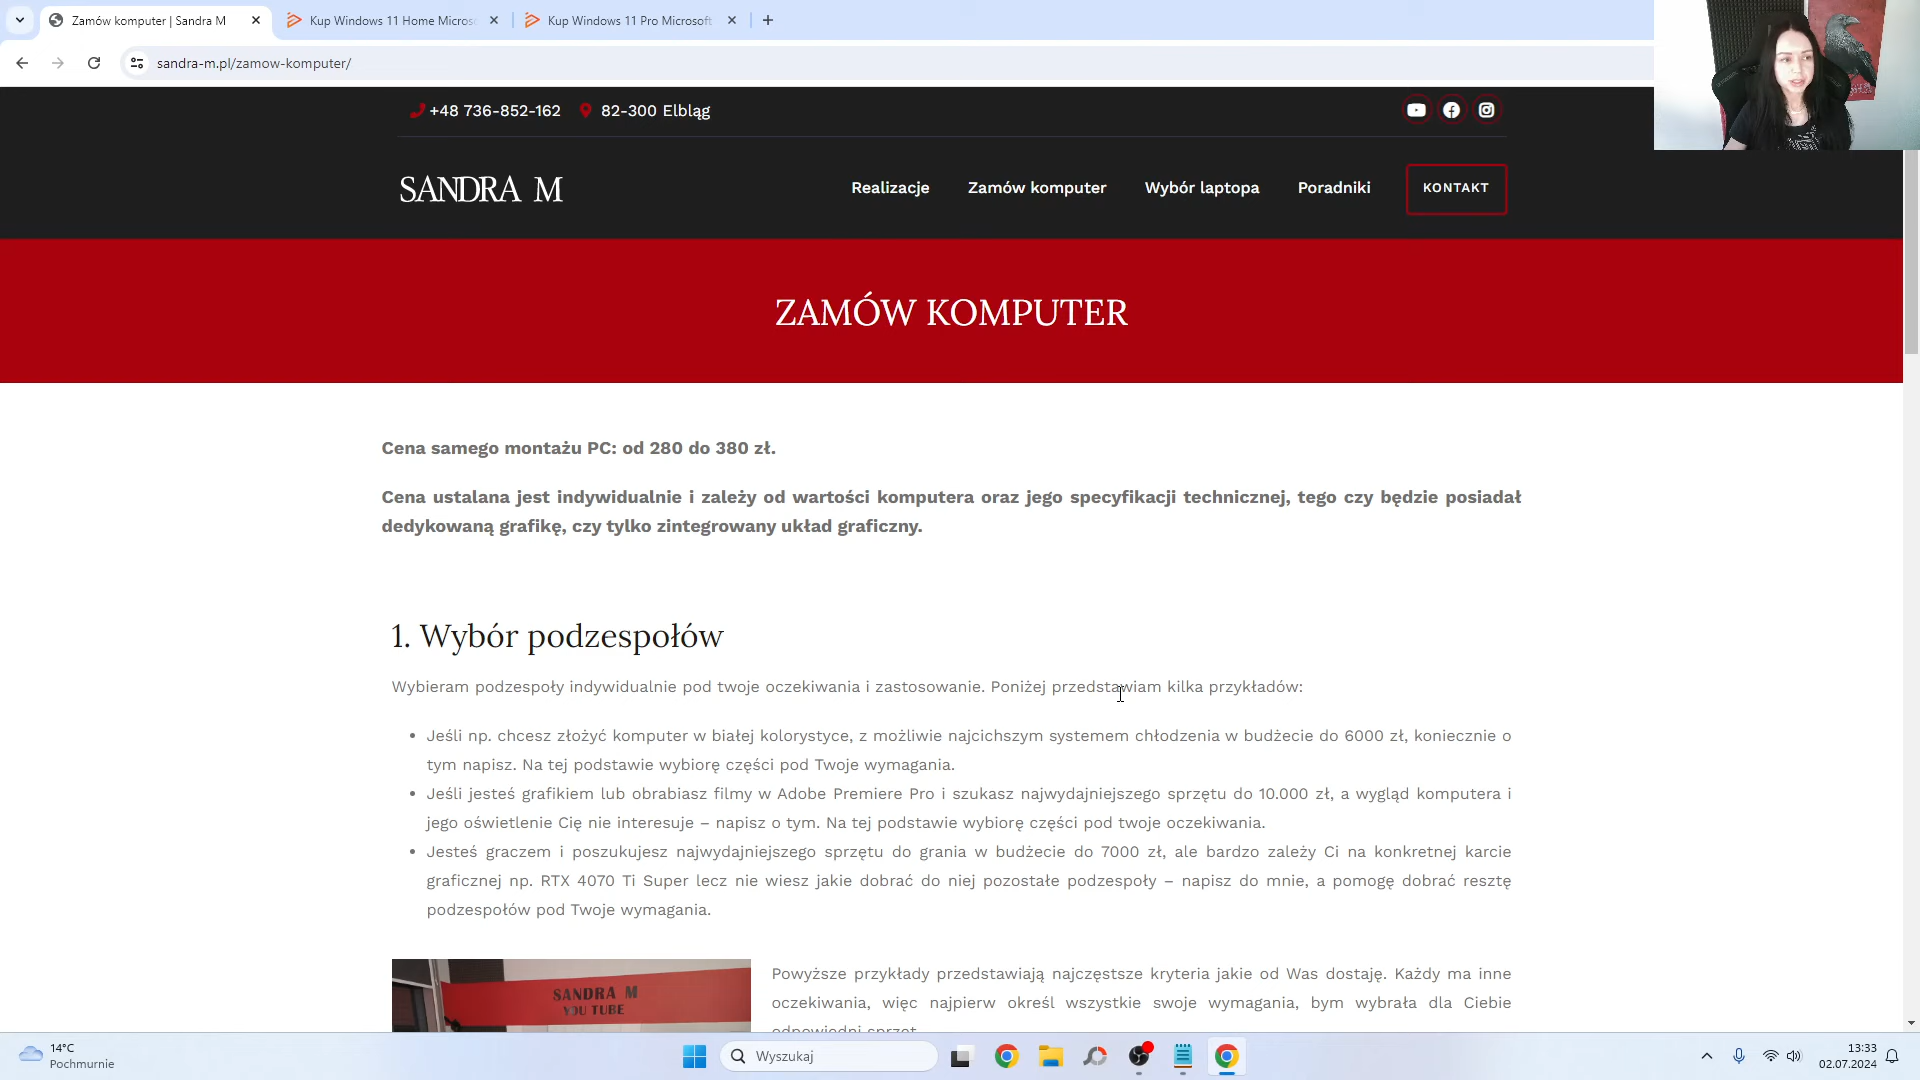 Zamów komputer | Sandra M
Kup Windows 11 Home Micros
Kup Windows 11 Pro Microsoft
sandra-m.pl/zamow-komputer/
+48 736-852-162 82-300 Elbląg
SANDRA M
Realizacje Zamów komputer Wybór laptopa Poradniki KONTAKT
ZAMÓW KOMPUTER
Cena samego montażu PC: od 280 do 380 zł.
Cena ustalana jest indywidualnie i zależy od wartości komputera oraz jego specyfikacji technicznej, tego czy będzie posiadał
dedykowaną grafikę, czy tylko zintegrowany układ graficzny.
1. Wybór podzespołów
Wybieram podzespoły indywidualnie pod twoje oczekiwania i zastosowanie. Poniżej przedstawiam kilka przykładów:
• Jeśli np. chcesz złożyć komputer w białej kolorystyce, z możliwie najcichszym systemem chłodzenia w budżecie do 6000 zł, koniecznie o
tym napisz. Na tej podstawie wybiorę części pod Twoje wymagania.
• Jeśli jesteś grafikiem lub obrabiasz filmy w Adobe Premiere Pro i szukasz najwydajniejszego sprzętu do 10.000 zł, a wygląd komputera i
jego oświetlenie Cię nie interesuje – napisz o tym. Na tej podstawie wybiorę części pod twoje oczekiwania.
• Jesteś graczem i poszukujesz najwydajniejszego sprzętu do grania w budżecie do 7000 zł, ale bardzo zależy Ci na konkretnej karcie
graficznej np. RTX 4070 Ti Super lecz nie wiesz jakie dobrać do niej pozostałe podzespoły – napisz do mnie, a pomogę dobrać resztę
podzespołów pod Twoje wymagania.
SANDRA M
YOU TUBE
Powyższe przykłady przedstawiają najczęstsze kryteria jakie od Was dostaję. Każdy ma inne
oczekiwania, więc najpierw określ wszystkie swoje wymagania, bym wybrała dla Ciebie
odpowiedni sprzęt.
14°C
Pochmurnie
Wyszukaj
13:33
02.07.2024